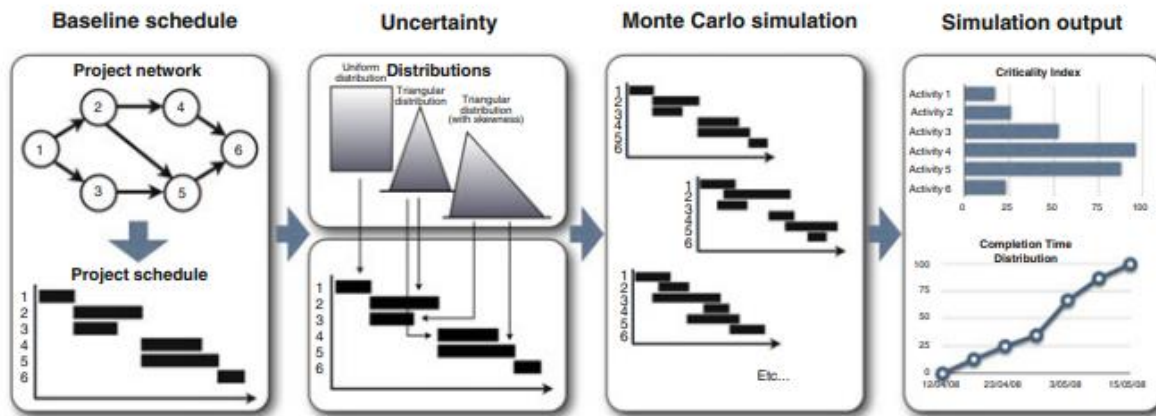 Baseline schedule
Uncertainty
Monte Carlo simulation
Simulation output
Project network
1
2
3
4
5
6
Project schedule
1
2
3
4
5
6
Distributions
Uniform
distribution
Triangular
distribution
Triangular
distribution
(with skewness)
1
2
3
4
5
6
1
2
3
4
5
6
1
2
3
4
5
6
1
2
3
4
5
6
Etc...
Criticality Index
Activity 1
Activity 2
Activity 3
Activity 4
Activity 5
Activity 6
0 25 50 75 100
Completion Time
Distribution
100
75
50
25
0
12/04/08 23/04/08 3/05/08 15/05/08